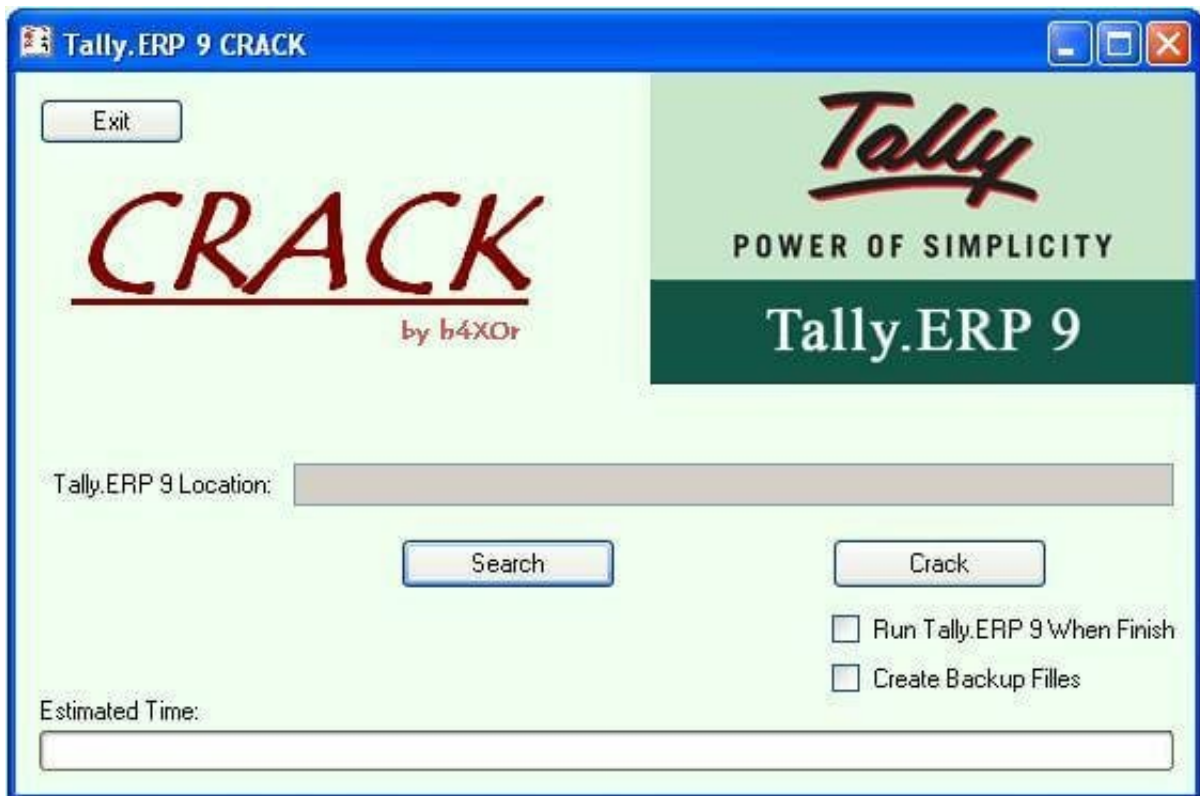 Tally.ERP 9 CRACK
Exit
CRACK
by h4X0r
Tally
POWER OF SIMPLICITY
Tally.ERP 9
Tally.ERP 9 Location:
Search
Crack
Run Tally.ERP 9 When Finish
Create Backup Filles
Estimated Time: